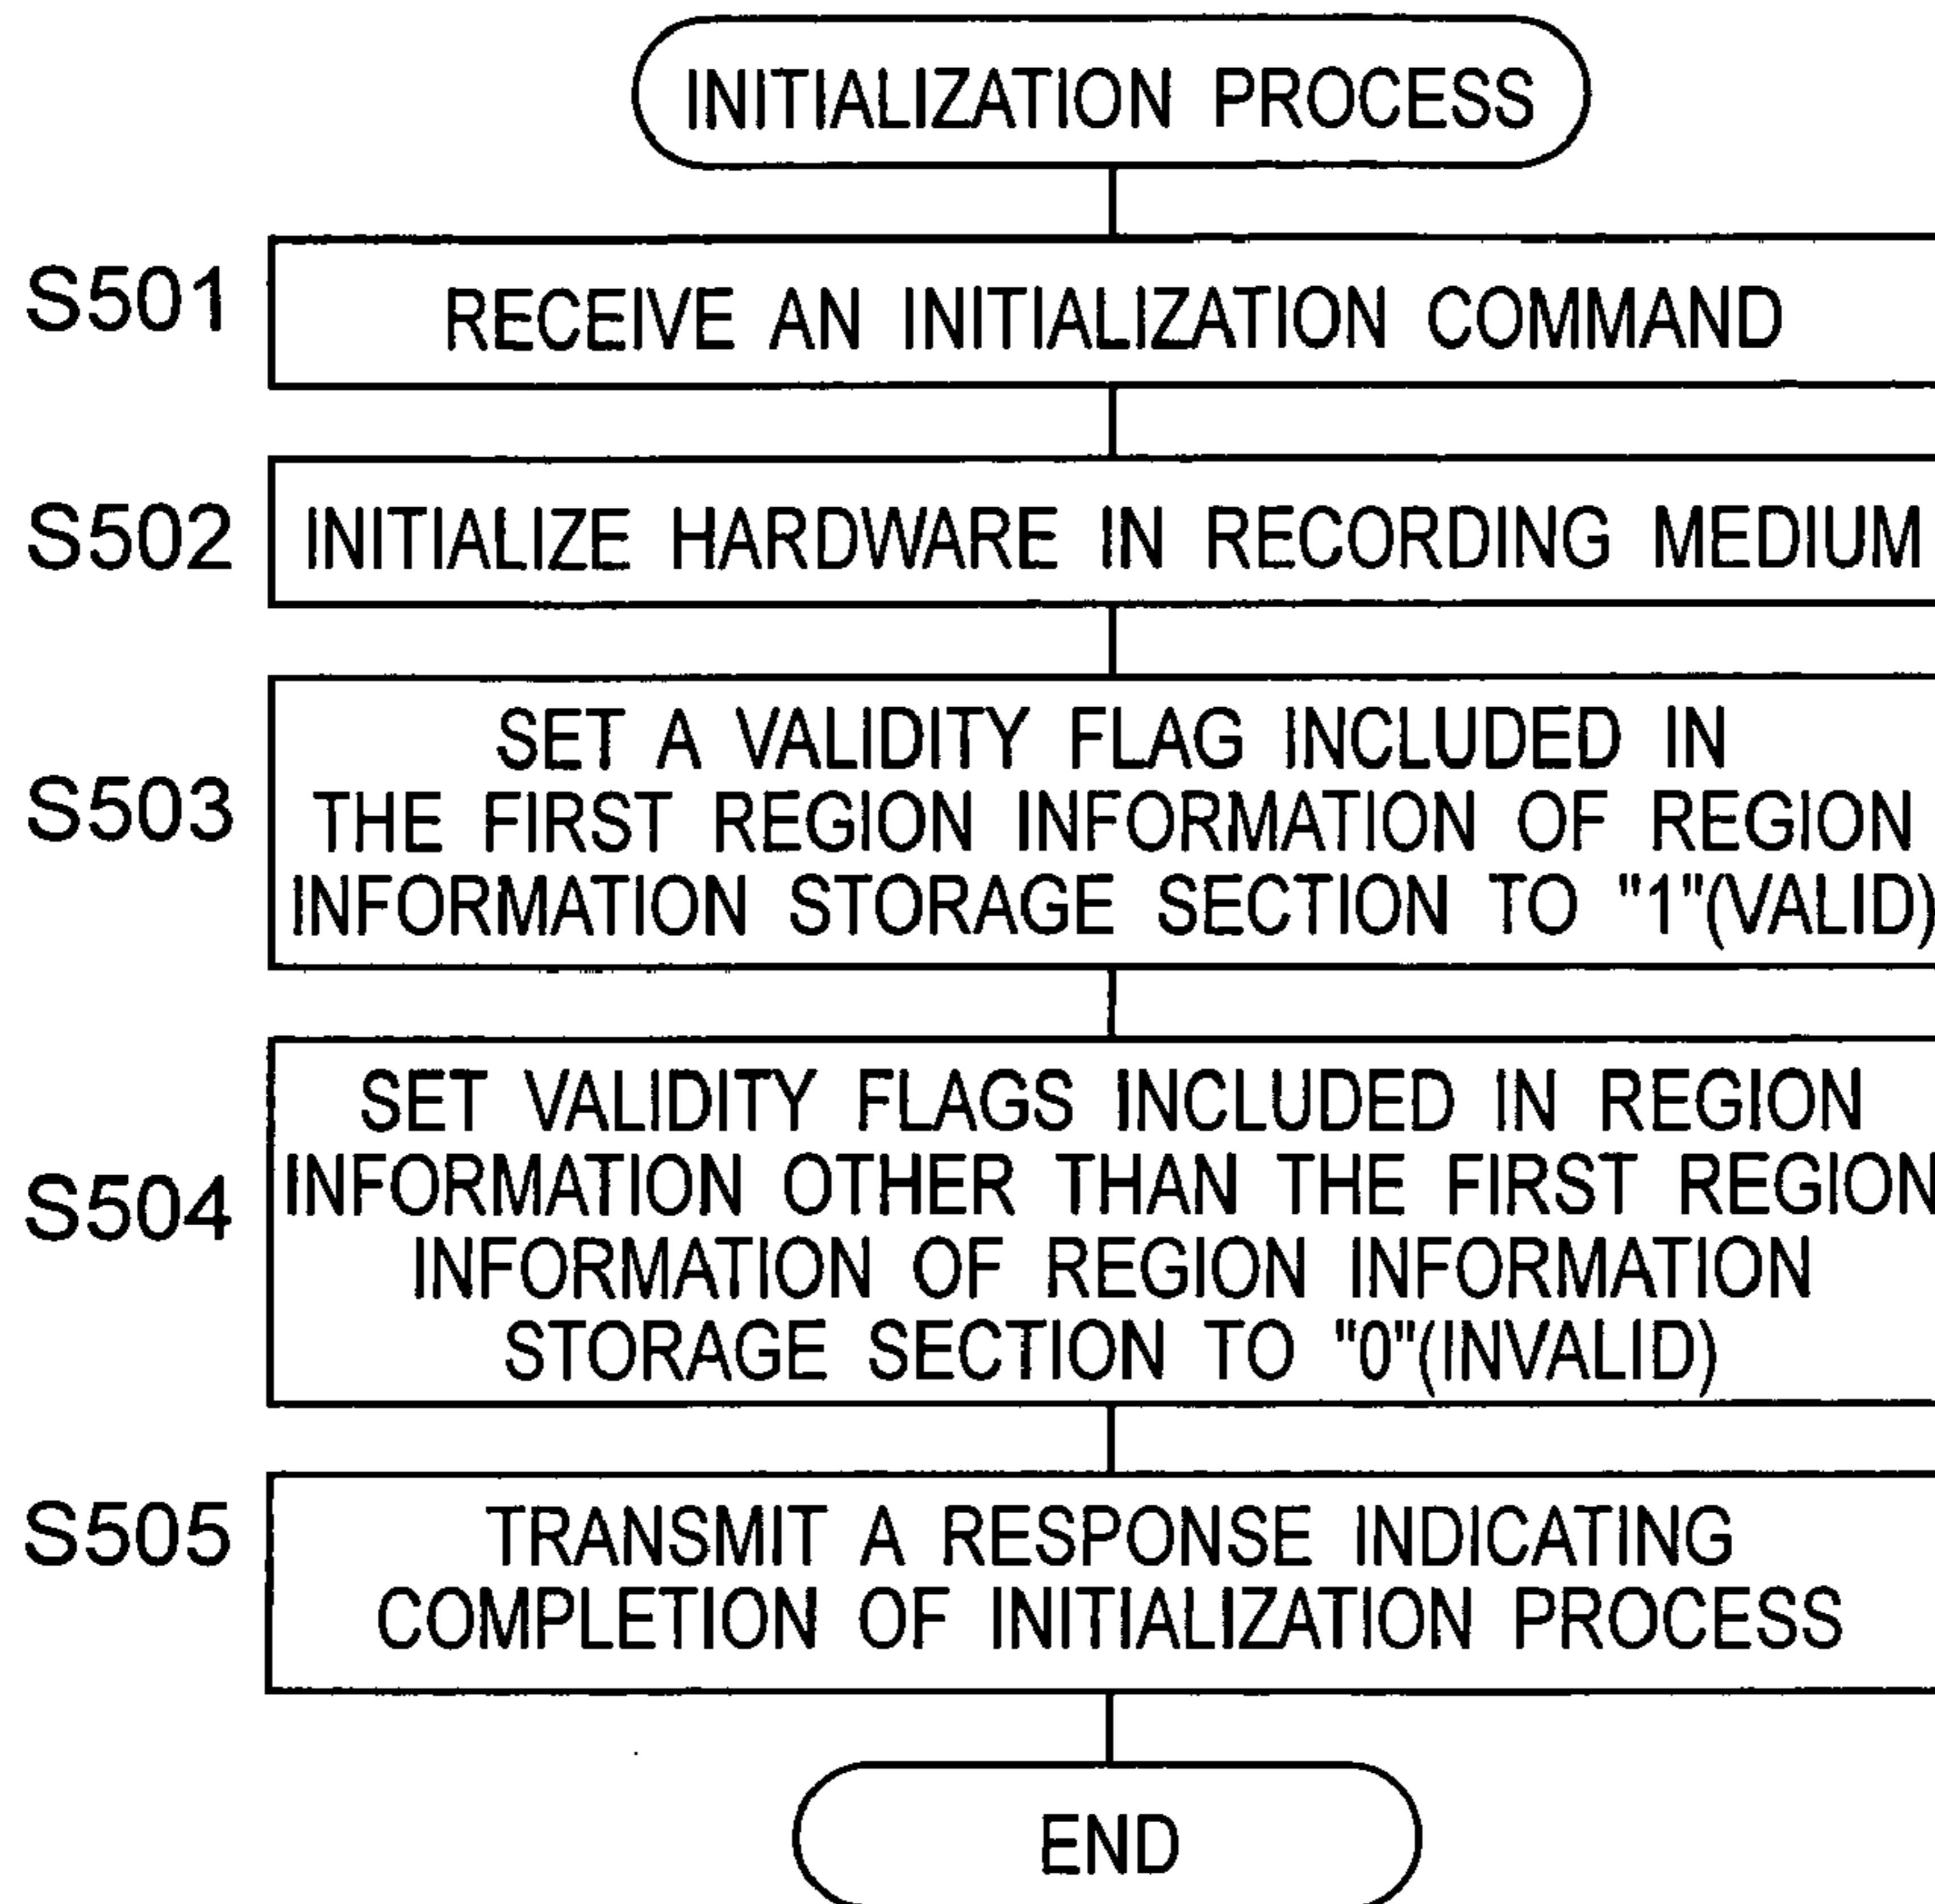 INITIALIZATION PROCESS
S501
RECEIVE AN INITIALIZATION COMMAND
S502
INITIALIZE HARDWARE IN RECORDING MEDIUM
S503
SET A VALIDITY FLAG INCLUDED IN
THE FIRST REGION INFORMATION OF REGION
INFORMATION STORAGE SECTION TO "1"(VALID)
S504
SET VALIDITY FLAGS INCLUDED IN REGION
INFORMATION OTHER THAN THE FIRST REGION
INFORMATION OF REGION INFORMATION
STORAGE SECTION TO "0"(INVALID)
S505
TRANSMIT A RESPONSE INDICATING
COMPLETION OF INITIALIZATION PROCESS
END